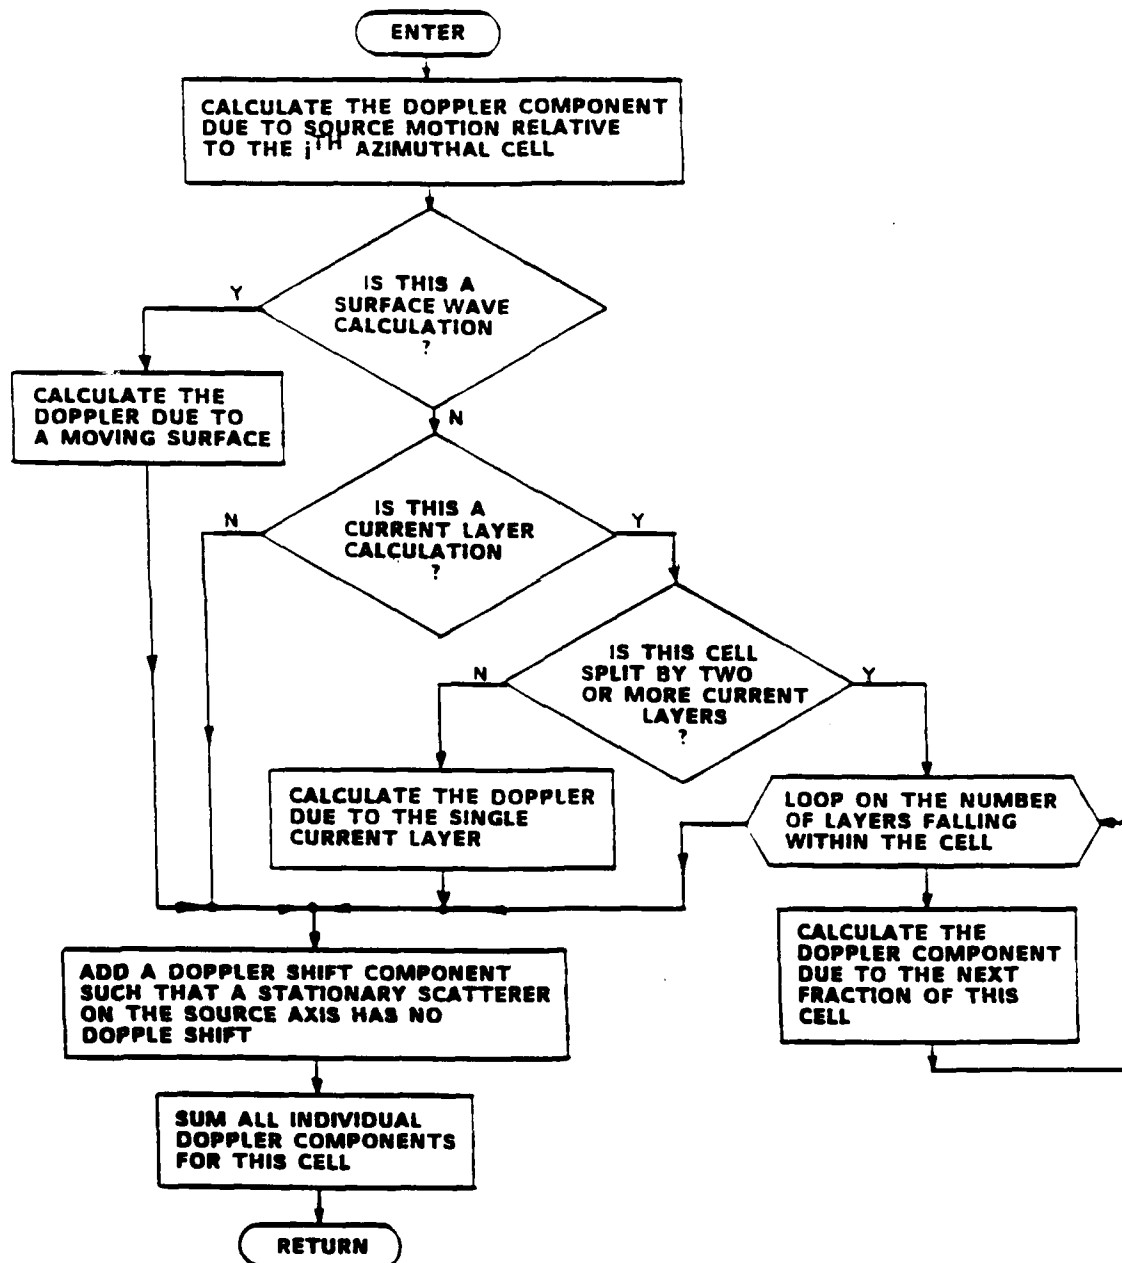 ENTER
CALCULATE THE DOPPLER COMPONENT
DUE TO SOURCE MOTION RELATIVE
TO THE iTH AZIMUTHAL CELL
IS THIS A
SURFACE WAVE
CALCULATION
?
Y
N
CALCULATE THE
DOPPLER DUE TO
A MOVING SURFACE
IS THIS A
CURRENT LAYER
CALCULATION
?
N
Y
IS THIS CELL
SPLIT BY TWO
OR MORE CURRENT
LAYERS
?
N
Y
CALCULATE THE DOPPLER
DUE TO THE SINGLE
CURRENT LAYER
LOOP ON THE NUMBER
OF LAYERS FALLING
WITHIN THE CELL
CALCULATE THE
DOPPLER COMPONENT
DUE TO THE NEXT
FRACTION OF THIS
CELL
ADD A DOPPLER SHIFT COMPONENT
SUCH THAT A STATIONARY SCATTERER
ON THE SOURCE AXIS HAS NO
DOPPLE SHIFT
SUM ALL INDIVIDUAL
DOPPLER COMPONENTS
FOR THIS CELL
RETURN